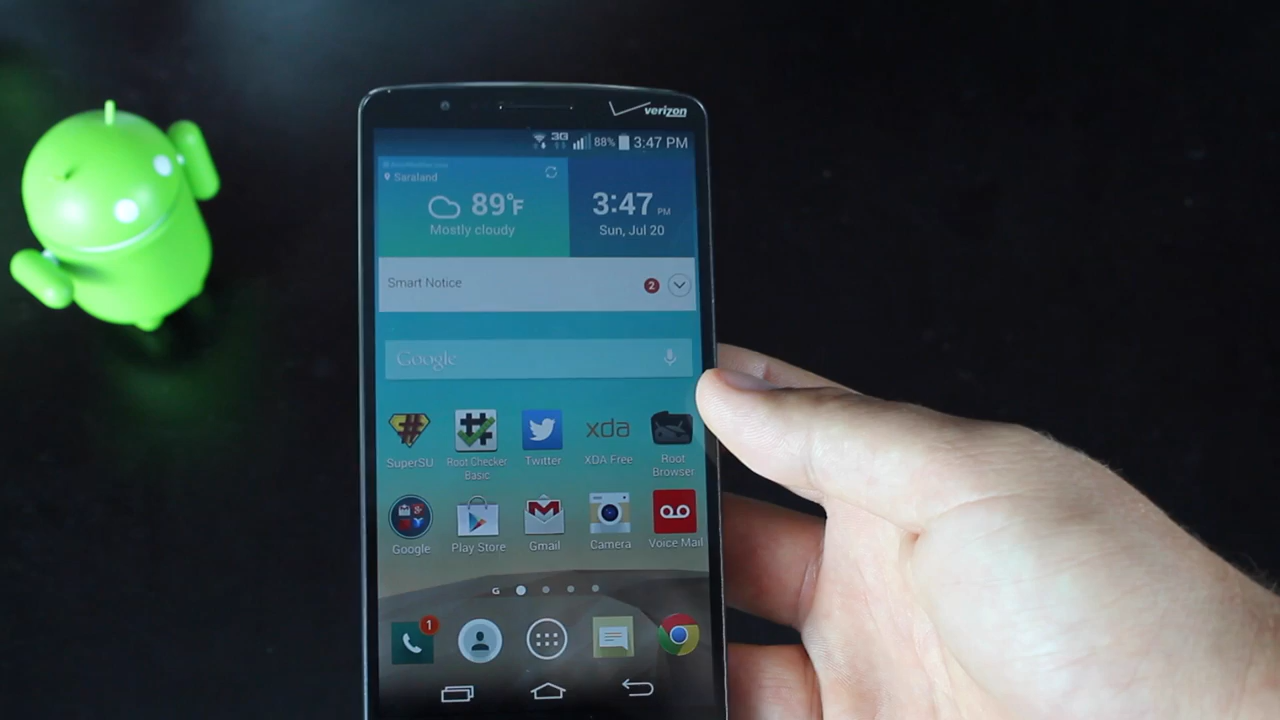 verizon
3G 88% 3:47 PM
Saraland
89°F
Mostly cloudy
3:47 PM
Sun, Jul 20
Smart Notice
2
Google
xda
SuperSU
Root Checker Basic
Twitter
XDA Free
Root Browser
Google
Play Store
Gmail
Camera
Voice Mail
G
1